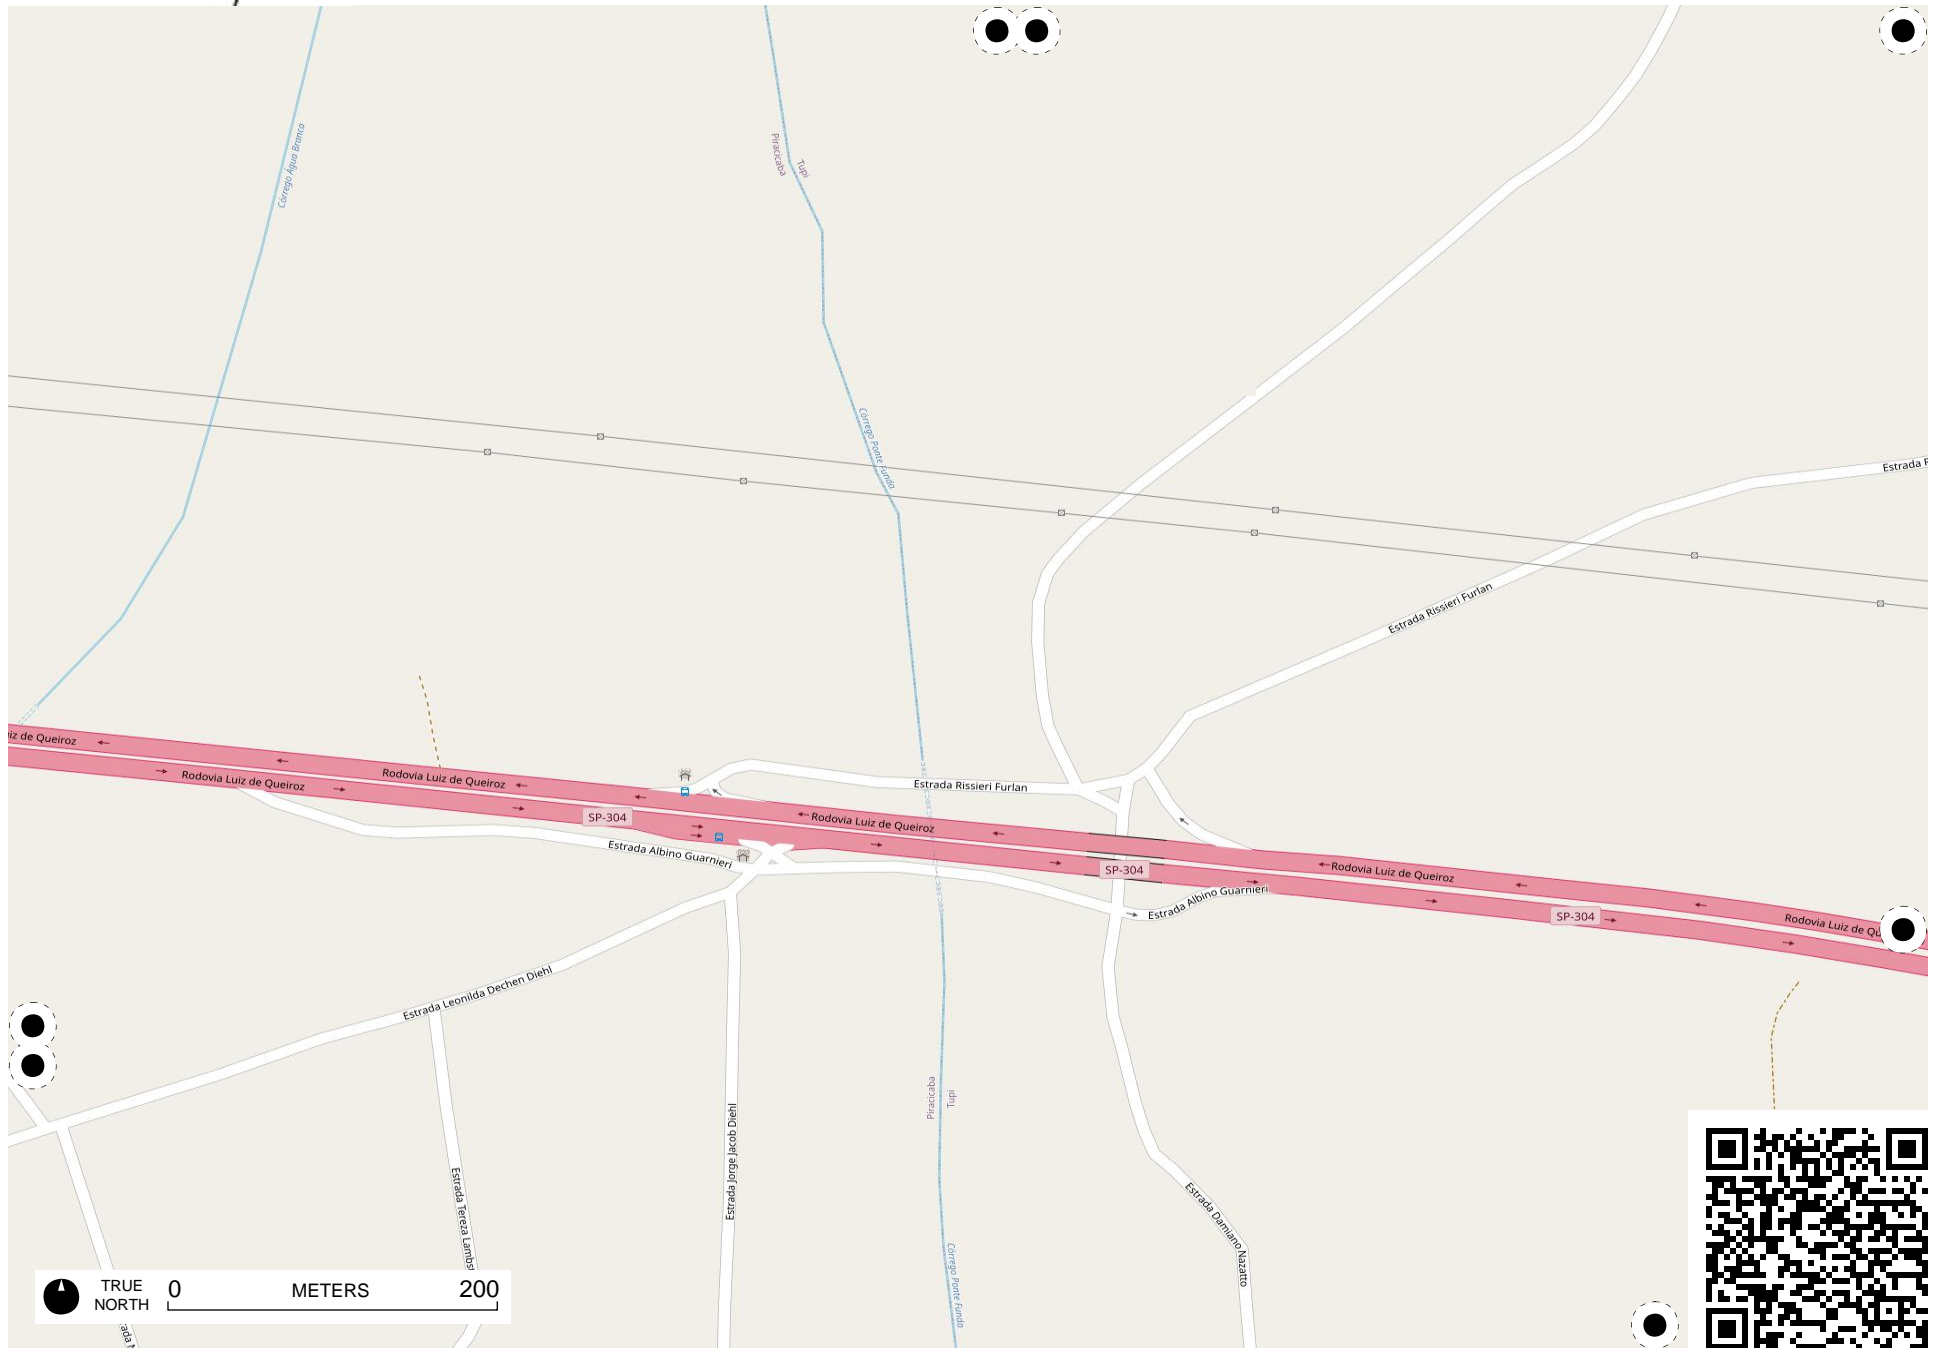 Córrego Água Branca
Piracicaba
Tupi
Córrego Ponte Funda
Estrada
Estrada Rissieri Furlan
iz de Queiroz
Rodovia Luiz de Queiroz
Rodovia Luiz de Queiroz
Estrada Rissieri Furlan
SP-304
Rodovia Luiz de Queiroz
Estrada Albino Guarnieri
SP-304
Rodovia Luiz de Queiroz
Estrada Albino Guarnieri
SP-304
Rodovia Luiz de Qu
Estrada Leonilda Dechen Diehl
Piracicaba
Tupi
Estrada Jorge Jacob Diehl
Estrada Tereza Lambs
Estrada Damiano Nazatto
Córrego Ponte Funda
TRUE NORTH
0 METERS 200